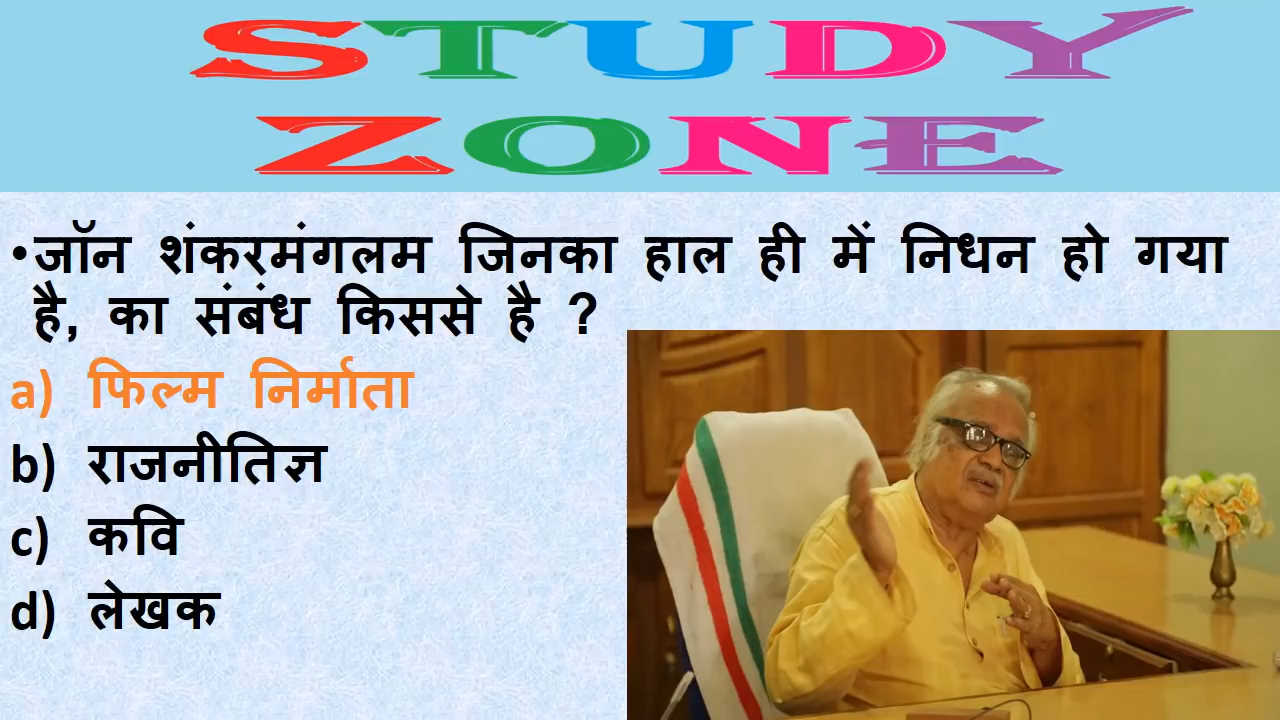 STUDY
ZONE
•जॉन शंकरमंगलम जिनका हाल ही में निधन हो गया
है, का संबंध किससे है ?
a) फिल्म निर्माता
b) राजनीतिज्ञ
c) कवि
d) लेखक